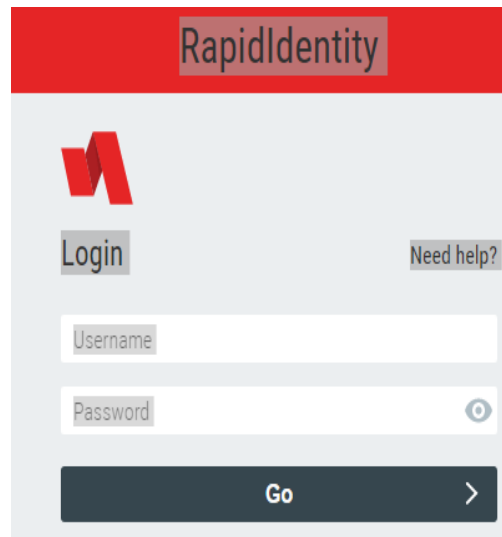 RapidIdentity
Login Need help?
Username
Password
Go